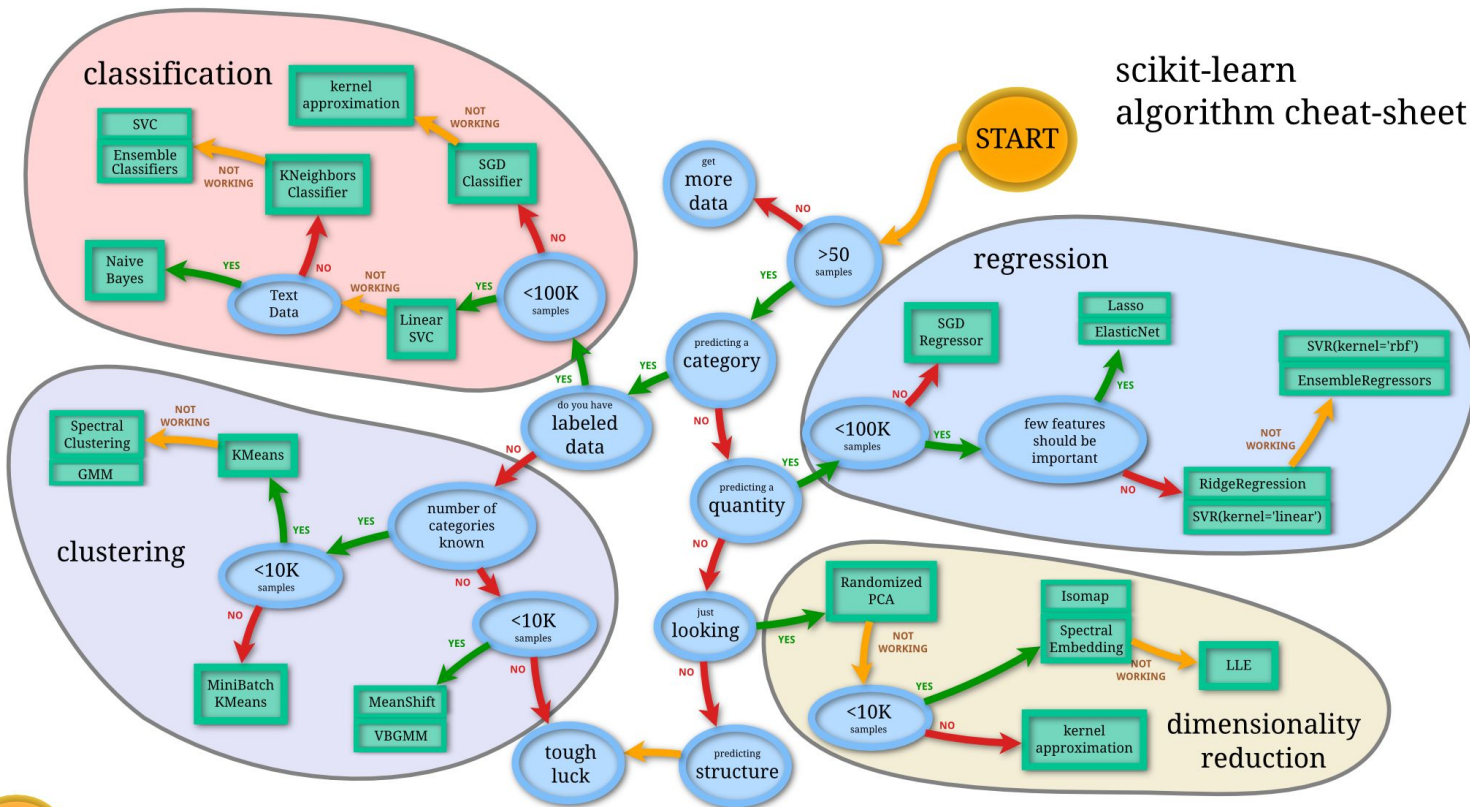 scikit-learn
algorithm cheat-sheet
START
classification
kernel
approximation
NOT
WORKING
SVC
Ensemble
Classifiers
NOT
WORKING
KNeighbors
Classifier
SGD
Classifier
NO
Naive
Bayes
YES
NO
Text
Data
NOT
WORKING
Linear
SVC
YES
<100K
samples
YES
get
more
data
NO
>50
samples
YES
predicting a
category
YES
do you have
labeled
data
NO
NO
predicting a
quantity
YES
NO
just
looking
YES
NO
predicting
structure
tough
luck
regression
SGD
Regressor
NO
<100K
samples
YES
Lasso
ElasticNet
YES
few features
should be
important
NO
SVR(kernel='rbf')
EnsembleRegressors
NOT
WORKING
RidgeRegression
SVR(kernel='linear')
clustering
Spectral
Clustering
GMM
NOT
WORKING
KMeans
YES
<10K
samples
YES
number of
categories
known
NO
NO
MiniBatch
KMeans
<10K
samples
YES
NO
MeanShift
VBGMM
dimensionality
reduction
Randomized
PCA
NOT
WORKING
<10K
samples
YES
NO
Isomap
Spectral
Embedding
NOT
WORKING
LLE
kernel
approximation